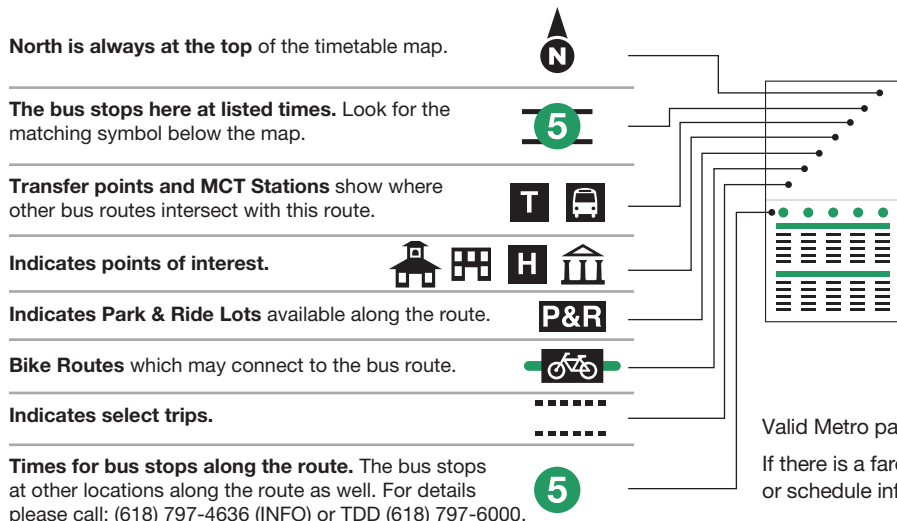 North is always at the top of the timetable map.
N
The bus stops here at listed times. Look for the
matching symbol below the map.
5
Transfer points and MCT Stations show where
other bus routes intersect with this route.
T
Indicates points of interest.
H
Indicates Park & Ride Lots available along the route.
P&R
Bike Routes which may connect to the bus route.
Indicates select trips.
Times for bus stops along the route. The bus stops
at other locations along the route as well. For details
please call: (618) 797-4636 (INFO) or TDD (618) 797-6000.
5
Valid Metro pa
If there is a fare
or schedule inf